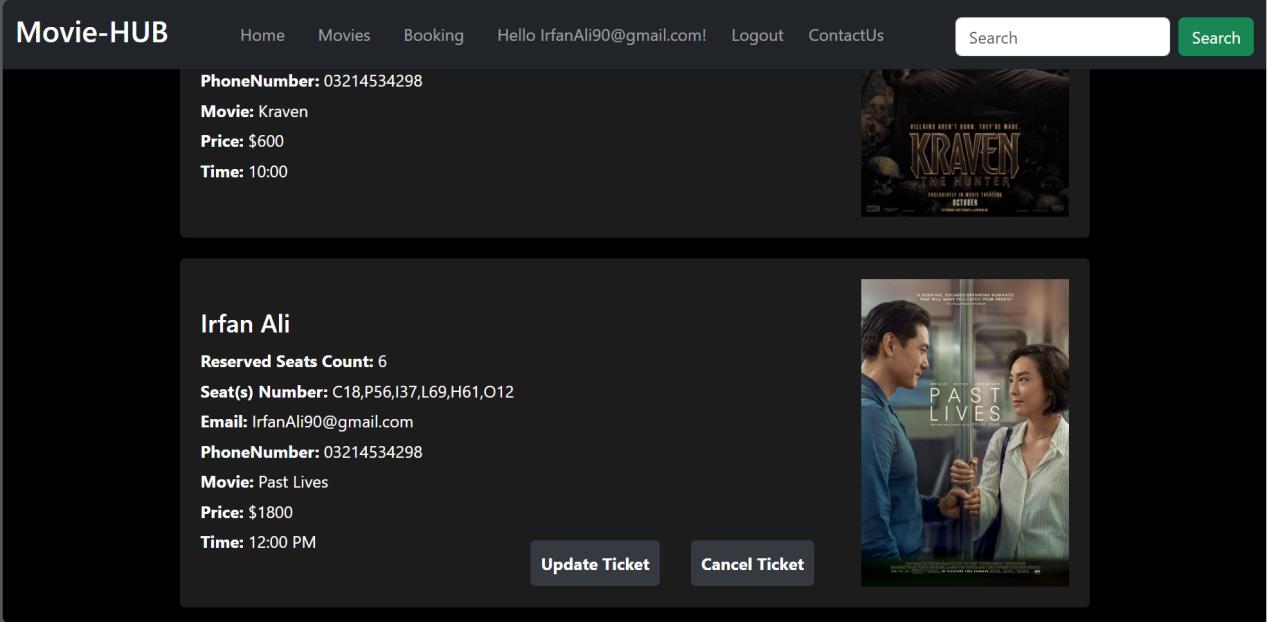 Movie-HUB
Home Movies Booking Hello IrfanAli90@gmail.com! Logout ContactUs Search Search
PhoneNumber: 03214534298
Movie: Kraven
Price: $600
Time: 10:00
VILLAINS AREN'T BORN. THEY'RE MADE.
KRAVEN
THE HUNTER
EXCLUSIVELY IN MOVIE THEATERS
OCTOBER
Irfan Ali
Reserved Seats Count: 6
Seat(s) Number: C18,P56,I37,L69,H61,O12
Email: IrfanAli90@gmail.com
PhoneNumber: 03214534298
Movie: Past Lives
Price: $1800
Time: 12:00 PM
Update Ticket Cancel Ticket
PAST
LIVES